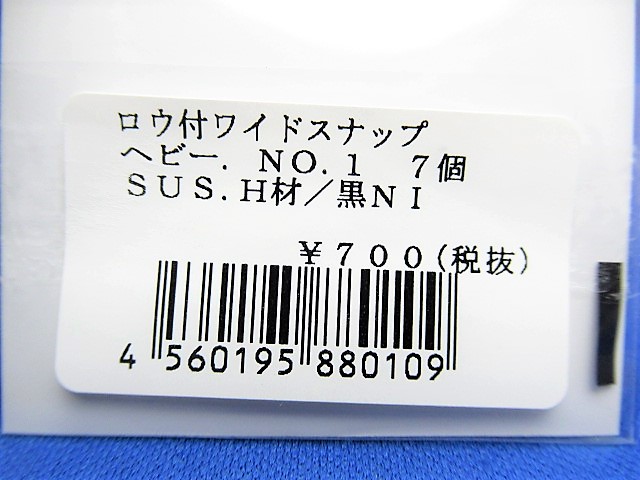 ロウ付ワイドスナップ
ヘビー. NO.1 7個
SUS.H材／黒NI
¥700(税抜)
4 560195 880109